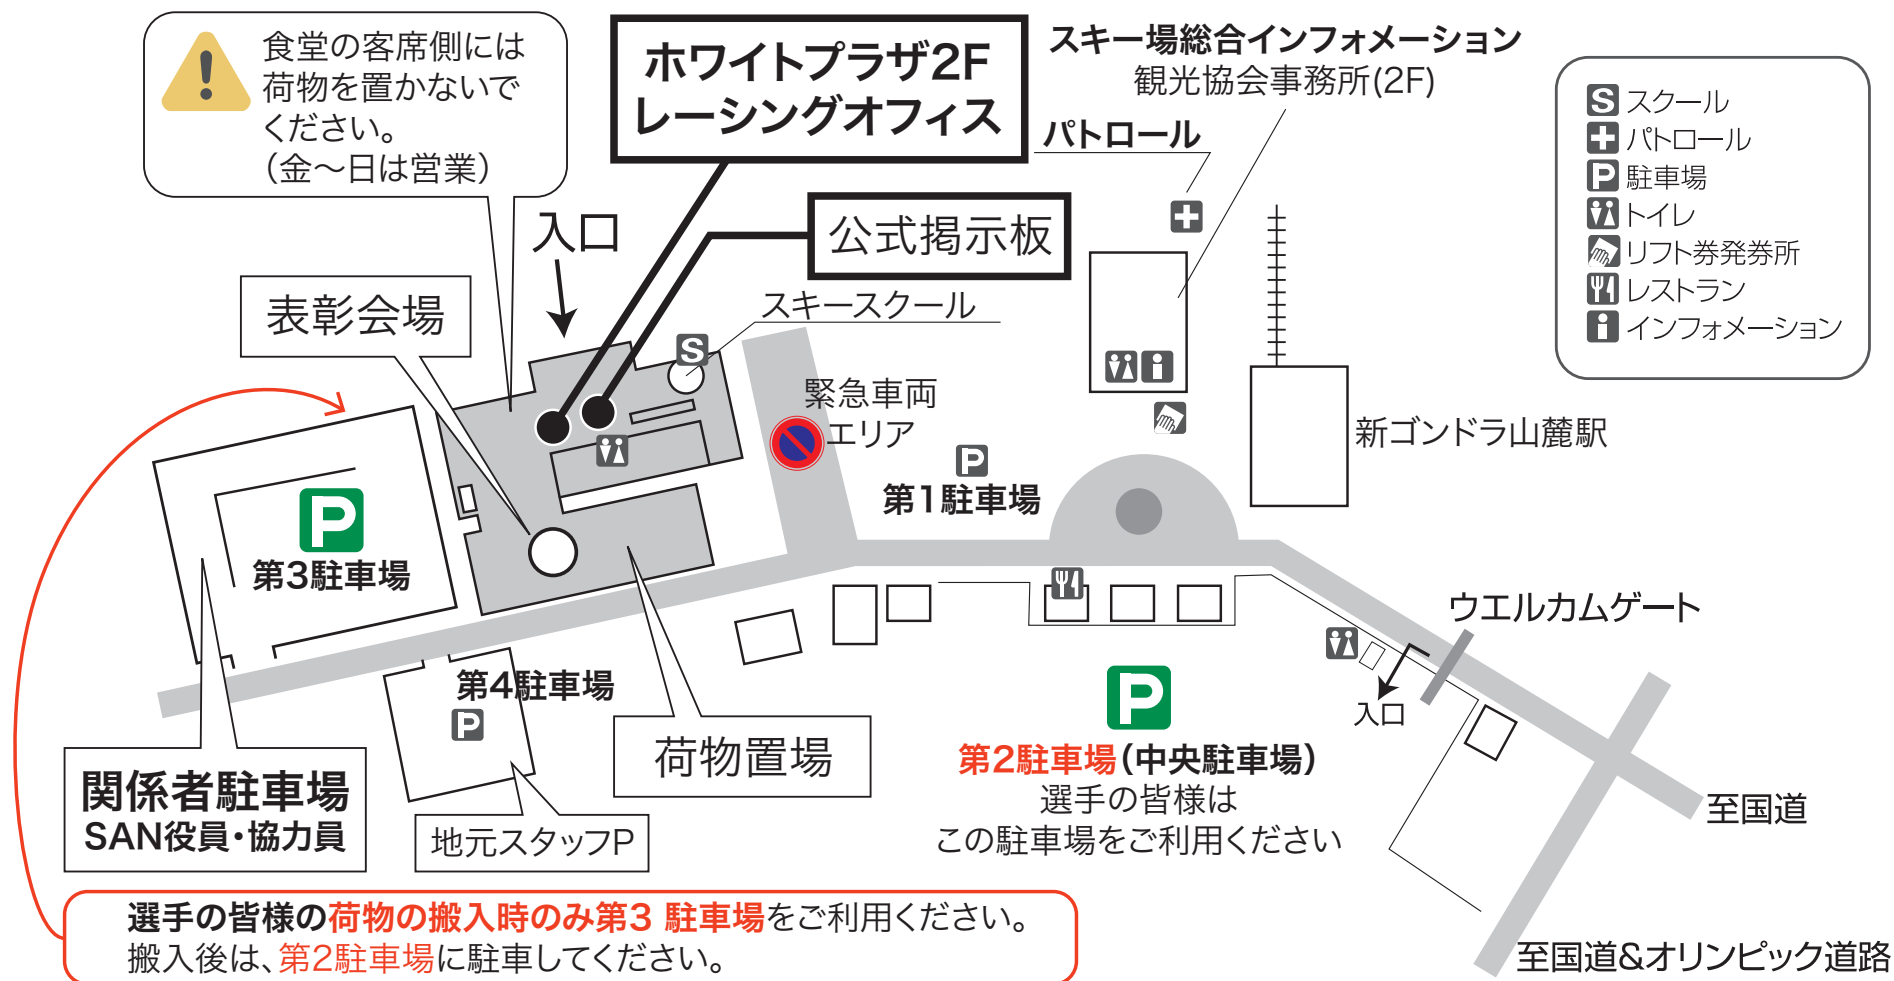 食堂の客席側には
荷物を置かないで
ください。
(金～日は営業)
ホワイトプラザ2F
レーシングオフィス
スキー場総合インフォメーション
観光協会事務所(2F)
パトロール
S スクール
パトロール
P 駐車場
トイレ
リフト券発券所
レストラン
i インフォメーション
入口
公式掲示板
表彰会場
スキースクール
S
i
緊急車両
エリア
新ゴンドラ山麓駅
P
第1駐車場
P
第3駐車場
ウエルカムゲート
入口
第4駐車場
P
荷物置場
P
第2駐車場(中央駐車場)
選手の皆様は
この駐車場をご利用ください
関係者駐車場
SAN役員・協力員
地元スタッフP
至国道
至国道&オリンピック道路
選手の皆様の荷物の搬入時のみ第3 駐車場をご利用ください。
搬入後は、第2駐車場に駐車してください。